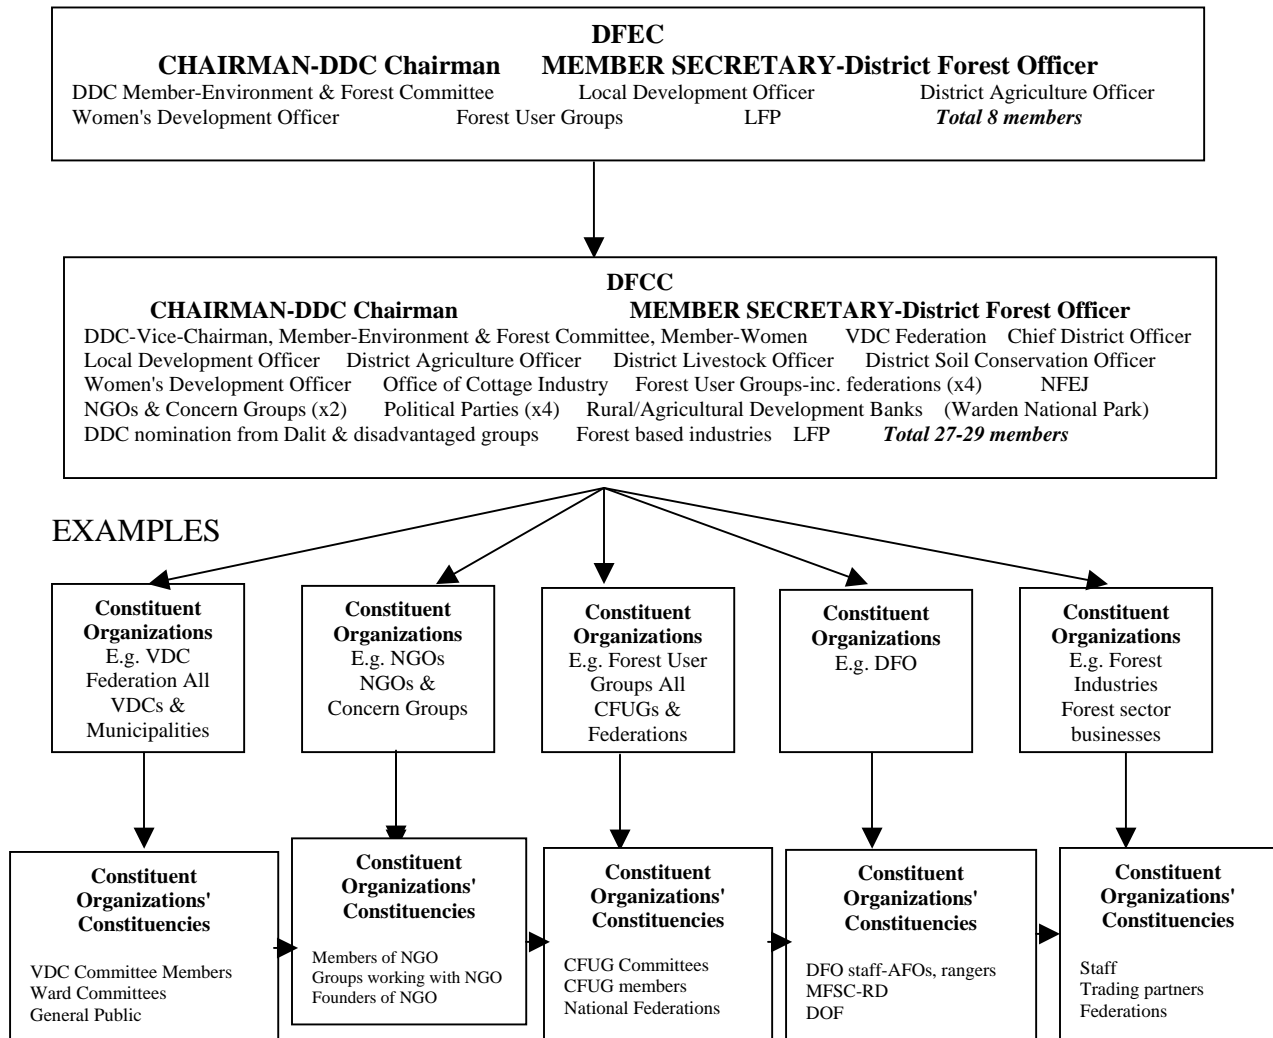 DFEC
CHAIRMAN-DDC Chairman MEMBER SECRETARY-District Forest Officer
DDC Member-Environment & Forest Committee Local Development Officer District Agriculture Officer
Women's Development Officer Forest User Groups LFP Total 8 members
DFCC
CHAIRMAN-DDC Chairman MEMBER SECRETARY-District Forest Officer
DDC-Vice-Chairman, Member-Environment & Forest Committee, Member-Women VDC Federation Chief District Officer
Local Development Officer District Agriculture Officer District Livestock Officer District Soil Conservation Officer
Women's Development Officer Office of Cottage Industry Forest User Groups-inc. federations (x4) NFEJ
NGOs & Concern Groups (x2) Political Parties (x4) Rural/Agricultural Development Banks (Warden National Park)
DDC nomination from Dalit & disadvantaged groups Forest based industries LFP Total 27-29 members
EXAMPLES
Constituent
Organizations
E.g. VDC
Federation All
VDCs &
Municipalities
Constituent
Organizations
E.g. NGOs
NGOs &
Concern Groups
Constituent
Organizations
E.g. Forest User
Groups All
CFUGs &
Federations
Constituent
Organizations
E.g. DFO
Constituent
Organizations
E.g. Forest
Industries
Forest sector
businesses
Constituent
Organizations'
Constituencies
VDC Committee Members
Ward Committees
General Public
Constituent
Organizations'
Constituencies
Members of NGO
Groups working with NGO
Founders of NGO
Constituent
Organizations'
Constituencies
CFUG Committees
CFUG members
National Federations
Constituent
Organizations'
Constituencies
DFO staff-AFOs, rangers
MFSC-RD
DOF
Constituent
Organizations'
Constituencies
Staff
Trading partners
Federations